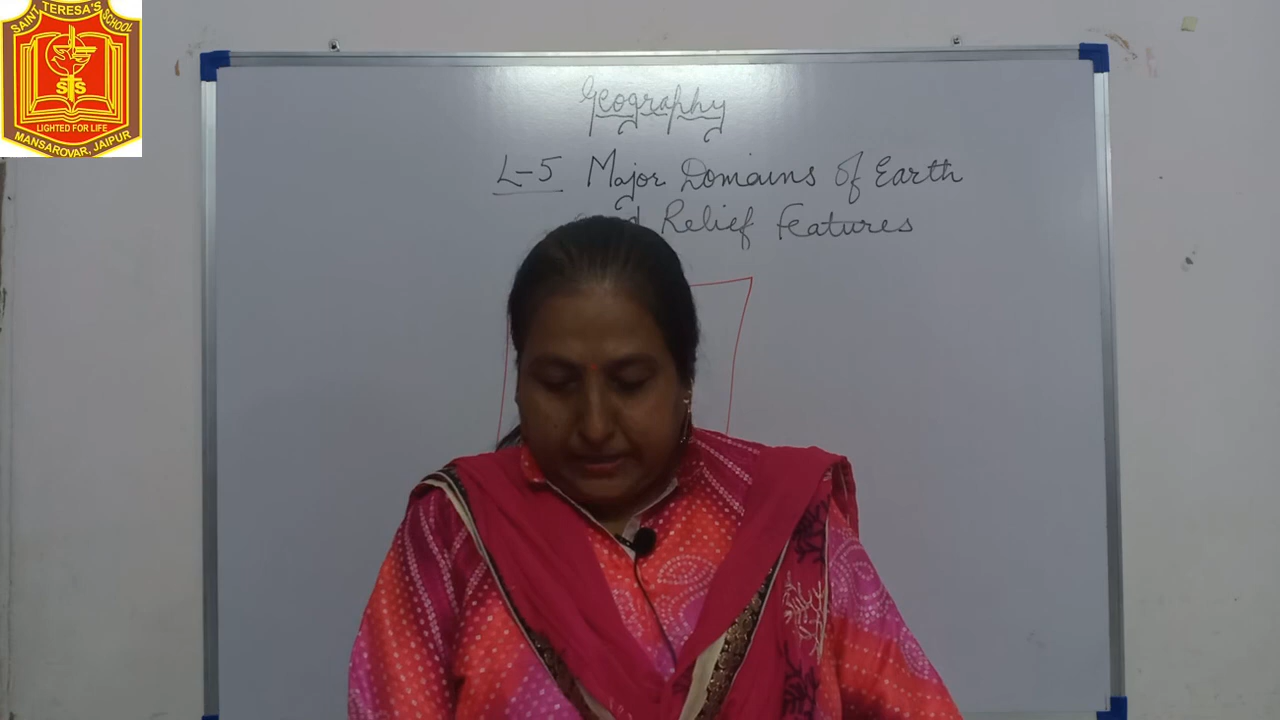 SAINT TERESA'S SCHOOL
STS
LIGHTED FOR LIFE
MANSAROVAR, JAIPUR
Geography
L-5 Major Domains of Earth
Relief Features